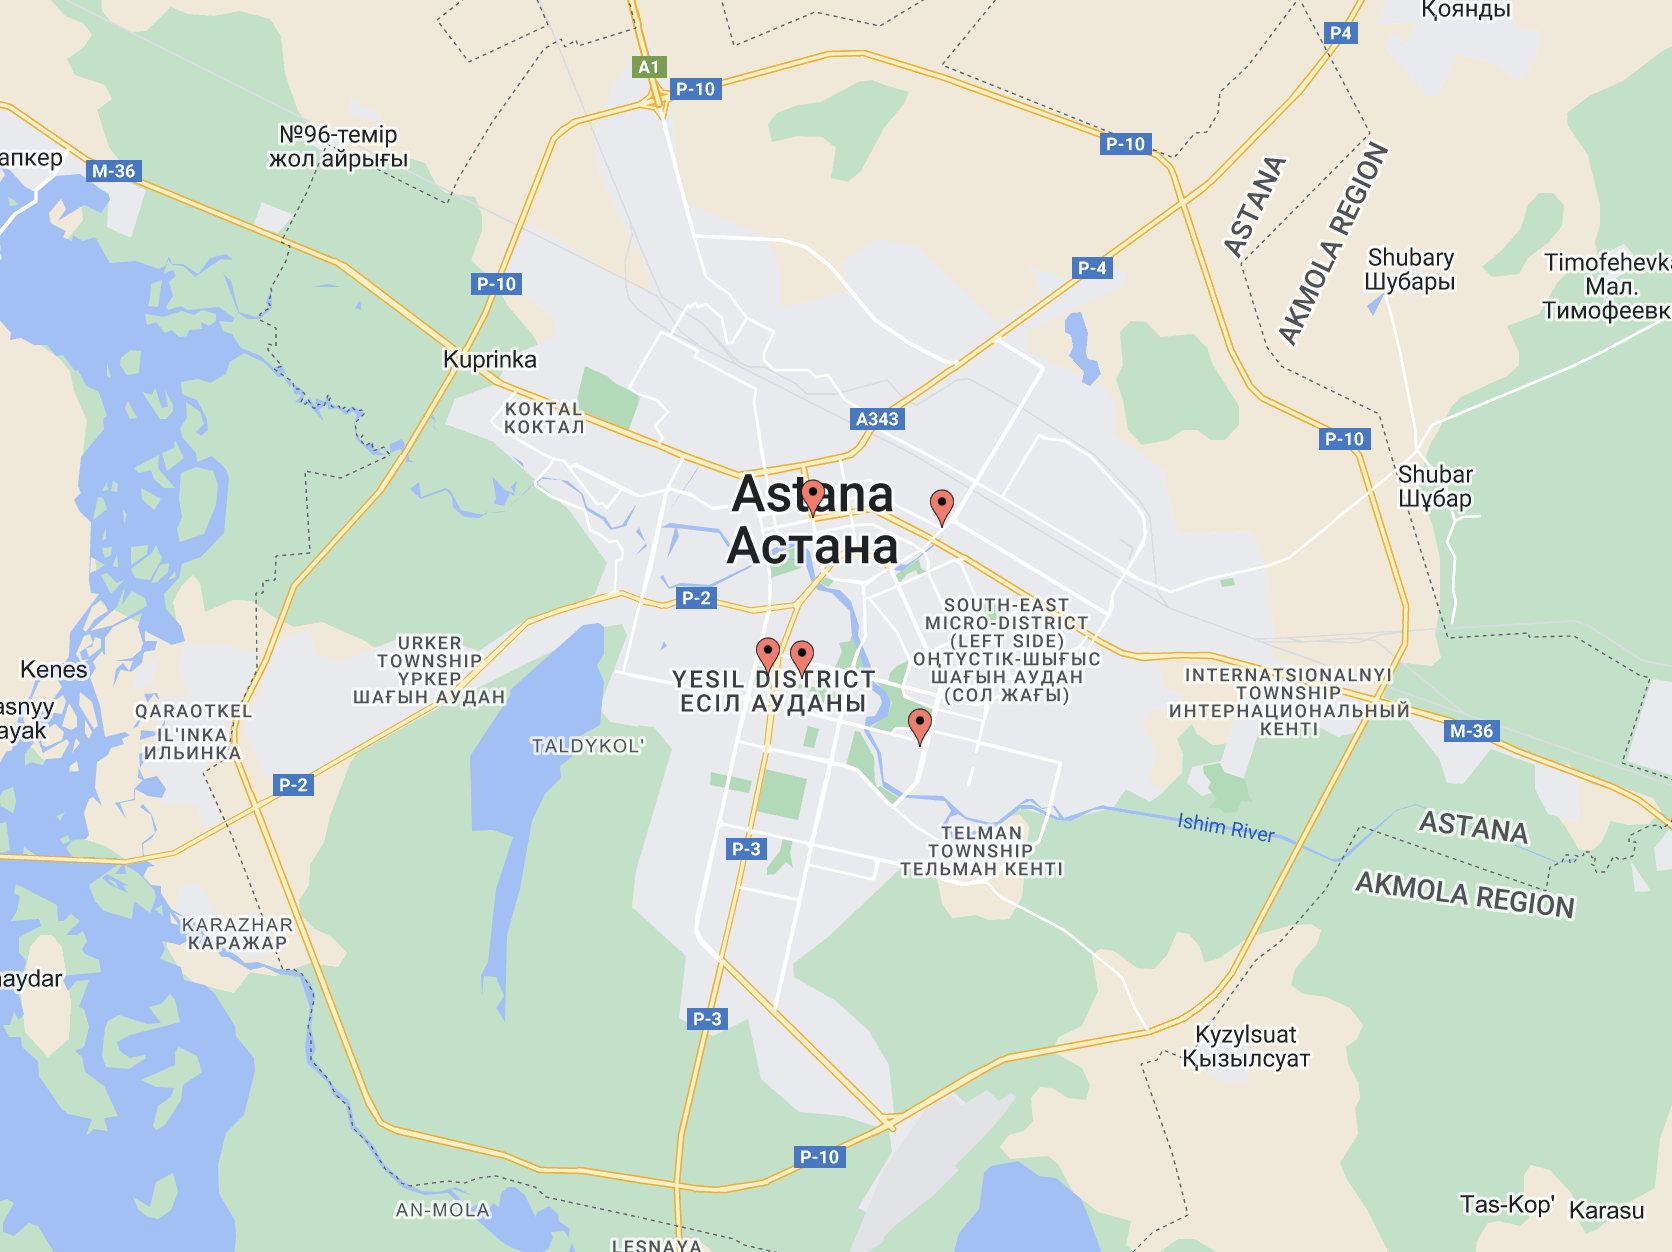 Қоянды
P4
A1
P-10
№96-темір
жол айрығы
P-10
апкер
M-36
ASTANA
AKMOLA REGION
Shubary
Шубары
Timofehevka
Мал.
Тимофеевк
P-4
P-10
Kuprinka
KOKTAL
КОКТАЛ
A343
P-10
Shubar
Шұбар
Astana
Астана
P-2
SOUTH-EAST
MICRO-DISTRICT
(LEFT SIDE)
ОҢТҮСТІК-ШЫҒЫС
ШАҒЫН АУДАН
(СОЛ ЖАҒЫ)
URKER
TOWNSHIP
ҮРКЕР
ШАҒЫН АУДАН
Kenes
YESIL DISTRICT
ЕСІЛ АУДАНЫ
INTERNATSIONALNYI
TOWNSHIP
ИНТЕРНАЦИОНАЛЬНЫЙ
КЕНТІ
asnyy
ayak
QARAOTKEL
IL'INKA
ИЛЬИНКА
M-36
TALDYKOL'
P-2
Ishim River
ASTANA
TELMAN
TOWNSHIP
ТЕЛЬМАН КЕНТІ
P-3
AKMOLA REGION
KARAZHAR
КАРАЖАР
aydar
P-3
Kyzylsuat
Қызылсуат
P-10
AN-MOLA
Tas-Kop'
Karasu
LESNAYA